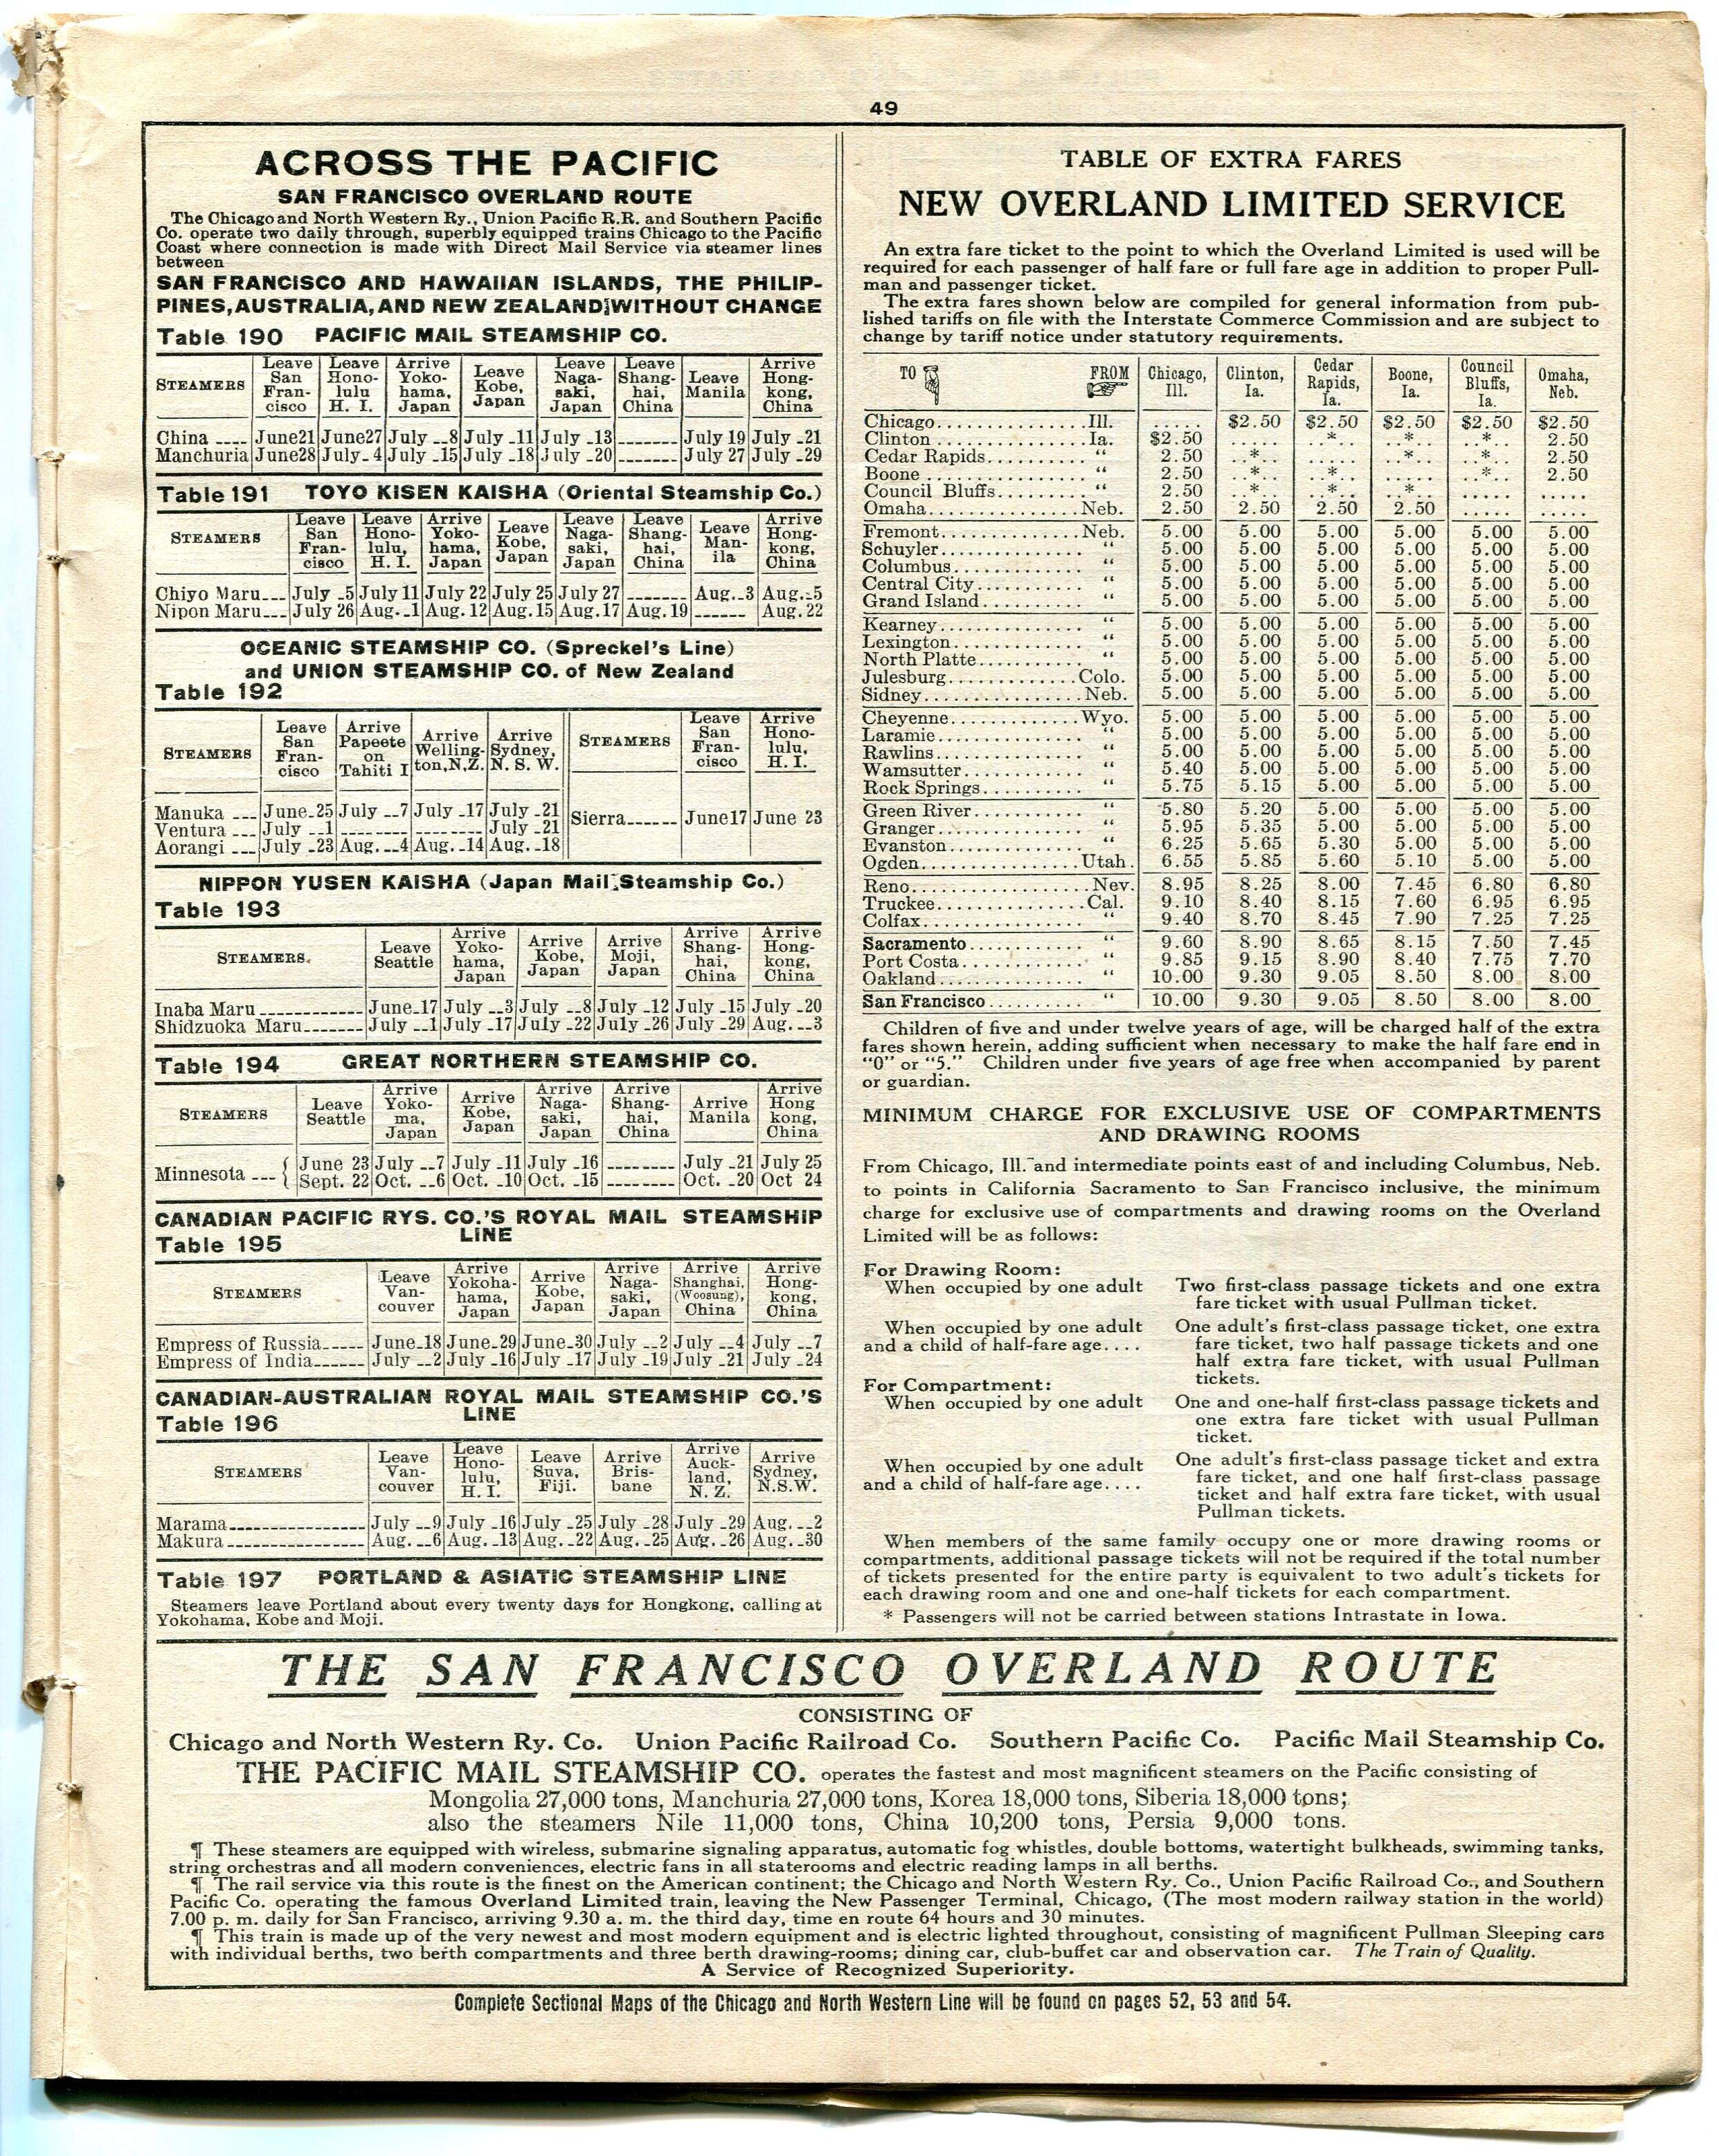 49
ACROSS THE PACIFIC
SAN FRANCISCO OVERLAND ROUTE
The Chicago and North Western Ry., Union Pacific R.R. and Southern Pacific
Co. operate two daily through, superbly equipped trains Chicago to the Pacific
Coast where connection is made with Direct Mail Service via steamer lines
between
SAN FRANCISCO AND HAWAIIAN ISLANDS, THE PHILIP-
PINES, AUSTRALIA, AND NEW ZEALAND, WITHOUT CHANGE
Table 190 PACIFIC MAIL STEAMSHIP CO.
STEAMERS | Leave San Fran-cisco | Leave Hono-lulu H. I. | Arrive Yoko-hama, Japan | Leave Kobe, Japan | Leave Naga-saki, Japan | Leave Shang-hai, China | Leave Manila | Arrive Hong-kong, China
China ---- June21 June27 July --8 July -11 July -13 ------- July 19 July -21
Manchuria June28 July- 4 July -15 July -18 July -20 ------- July 27 July -29
Table 191 TOYO KISEN KAISHA (Oriental Steamship Co.)
STEAMERS | Leave San Fran-cisco | Leave Hono-lulu, H. I. | Arrive Yoko-hama, Japan | Leave Kobe, Japan | Leave Naga-saki, Japan | Leave Shang-hai, China | Leave Man-ila | Arrive Hong-kong, China
Chiyo Maru--- July -5 July 11 July 22 July 25 July 27 ------- Aug.-3 Aug.-5
Nipon Maru--- July 26 Aug.-1 Aug. 12 Aug. 15 Aug. 17 Aug. 19 ------ Aug. 22
OCEANIC STEAMSHIP CO. (Spreckel's Line)
and UNION STEAMSHIP CO. of New Zealand
Table 192
STEAMERS | Leave San Fran-cisco | Arrive Papeete on Tahiti I | Arrive Welling-ton, N.Z. | Arrive Sydney, N. S. W. | STEAMERS | Leave San Fran-cisco | Arrive Hono-lulu, H. I.
Manuka --- June-25 July --7 July -17 July -21
Ventura --- July --1 -------- -------- July -21 Sierra------ June17 June 23
Aorangi --- July -23 Aug. --4 Aug. -14 Aug. -18
NIPPON YUSEN KAISHA (Japan Mail Steamship Co.)
Table 193
STEAMERS. | Leave Seattle | Arrive Yoko-hama, Japan | Arrive Kobe, Japan | Arrive Moji, Japan | Arrive Shang-hai, China | Arrive Hong-kong, China
Inaba Maru ------------ June-17 July --3 July --8 July -12 July -15 July -20
Shidzuoka Maru------- July --1 July -17 July -22 July -26 July -29 Aug.---3
Table 194 GREAT NORTHERN STEAMSHIP CO.
STEAMERS | Leave Seattle | Arrive Yoko-ma, Japan | Arrive Kobe, Japan | Arrive Naga-saki, Japan | Arrive Shang-hai, China | Arrive Manila | Arrive Hong kong, China
Minnesota --- { June 23 July --7 July -11 July -16 -------- July -21 July 25
Sept. 22 Oct. --6 Oct. -10 Oct. -15 -------- Oct. -20 Oct 24
CANADIAN PACIFIC RYS. CO.'S ROYAL MAIL STEAMSHIP
LINE
Table 195
STEAMERS | Leave Van-couver | Arrive Yokoha-hama, Japan | Arrive Kobe, Japan | Arrive Naga-saki, Japan | Arrive Shanghai, (Woosung), China | Arrive Hong-kong, China
Empress of Russia----- June-18 June-29 June-30 July --2 July --4 July --7
Empress of India------ July --2 July -16 July -17 July -19 July -21 July -24
CANADIAN-AUSTRALIAN ROYAL MAIL STEAMSHIP CO.'S
LINE
Table 196
STEAMERS | Leave Van-couver | Leave Hono-lulu, H. I. | Leave Suva, Fiji. | Arrive Bris-bane | Arrive Auck-land, N. Z. | Arrive Sydney, N.S.W.
Marama---------------- July --9 July -16 July -25 July -28 July -29 Aug.---2
Makura---------------- Aug. --6 Aug. -13 Aug. -22 Aug. -25 Aug. -26 Aug. -30
Table 197 PORTLAND & ASIATIC STEAMSHIP LINE
Steamers leave Portland about every twenty days for Hongkong, calling at
Yokohama, Kobe and Moji.
TABLE OF EXTRA FARES
NEW OVERLAND LIMITED SERVICE
An extra fare ticket to the point to which the Overland Limited is used will be
required for each passenger of half fare or full fare age in addition to proper Pull-
man and passenger ticket.
The extra fares shown below are compiled for general information from pub-
lished tariffs on file with the Interstate Commerce Commission and are subject to
change by tariff notice under statutory requirements.
TO FROM | Chicago, Ill. | Clinton, Ia. | Cedar Rapids, Ia. | Boone, Ia. | Council Bluffs, Ia. | Omaha, Neb.
Chicago...............Ill. ..... $2.50 $2.50 $2.50 $2.50 $2.50
Clinton...............Ia. $2.50 ..... ..*.. ..*.. ..*.. 2.50
Cedar Rapids.......... “ 2.50 ..*.. ..... ..*.. ..*.. 2.50
Boone................. “ 2.50 ..*.. ..*.. ..... ..*.. 2.50
Council Bluffs........ “ 2.50 ..*.. ..*.. ..*.. ..... .....
Omaha...............Neb. 2.50 2.50 2.50 2.50 ..... .....
Fremont.............Neb. 5.00 5.00 5.00 5.00 5.00 5.00
Schuyler.............. “ 5.00 5.00 5.00 5.00 5.00 5.00
Columbus.............. “ 5.00 5.00 5.00 5.00 5.00 5.00
Central City.......... “ 5.00 5.00 5.00 5.00 5.00 5.00
Grand Island.......... “ 5.00 5.00 5.00 5.00 5.00 5.00
Kearney............... “ 5.00 5.00 5.00 5.00 5.00 5.00
Lexington............. “ 5.00 5.00 5.00 5.00 5.00 5.00
North Platte.......... “ 5.00 5.00 5.00 5.00 5.00 5.00
Julesburg............Colo. 5.00 5.00 5.00 5.00 5.00 5.00
Sidney...............Neb. 5.00 5.00 5.00 5.00 5.00 5.00
Cheyenne............Wyo. 5.00 5.00 5.00 5.00 5.00 5.00
Laramie............... “ 5.00 5.00 5.00 5.00 5.00 5.00
Rawlins............... “ 5.00 5.00 5.00 5.00 5.00 5.00
Wamsutter............. “ 5.40 5.00 5.00 5.00 5.00 5.00
Rock Springs.......... “ 5.75 5.15 5.00 5.00 5.00 5.00
Green River........... “ 5.80 5.20 5.00 5.00 5.00 5.00
Granger............... “ 5.95 5.35 5.00 5.00 5.00 5.00
Evanston.............. “ 6.25 5.65 5.30 5.00 5.00 5.00
Ogden...............Utah. 6.55 5.85 5.60 5.10 5.00 5.00
Reno.................Nev. 8.95 8.25 8.00 7.45 6.80 6.80
Truckee..............Cal. 9.10 8.40 8.15 7.60 6.95 6.95
Colfax................ “ 9.40 8.70 8.45 7.90 7.25 7.25
Sacramento............ “ 9.60 8.90 8.65 8.15 7.50 7.45
Port Costa............ “ 9.85 9.15 8.90 8.40 7.75 7.70
Oakland............... “ 10.00 9.30 9.05 8.50 8.00 8.00
San Francisco.......... “ 10.00 9.30 9.05 8.50 8.00 8.00
Children of five and under twelve years of age, will be charged half of the extra
fares shown herein, adding sufficient when necessary to make the half fare end in
“0” or “5.” Children under five years of age free when accompanied by parent
or guardian.
MINIMUM CHARGE FOR EXCLUSIVE USE OF COMPARTMENTS
AND DRAWING ROOMS
From Chicago, Ill. and intermediate points east of and including Columbus, Neb.
to points in California Sacramento to San Francisco inclusive, the minimum
charge for exclusive use of compartments and drawing rooms on the Overland
Limited will be as follows:
For Drawing Room:
When occupied by one adult Two first-class passage tickets and one extra
fare ticket with usual Pullman ticket.
When occupied by one adult One adult's first-class passage ticket, one extra
and a child of half-fare age.... fare ticket, two half passage tickets and one
half extra fare ticket, with usual Pullman
tickets.
For Compartment:
When occupied by one adult One and one-half first-class passage tickets and
one extra fare ticket with usual Pullman
ticket.
When occupied by one adult One adult's first-class passage ticket and extra
and a child of half-fare age.... fare ticket, and one half first-class passage
ticket and half extra fare ticket, with usual
Pullman tickets.
When members of the same family occupy one or more drawing rooms or
compartments, additional passage tickets will not be required if the total number
of tickets presented for the entire party is equivalent to two adult's tickets for
each drawing room and one and one-half tickets for each compartment.
* Passengers will not be carried between stations Intrastate in Iowa.
THE SAN FRANCISCO OVERLAND ROUTE
CONSISTING OF
Chicago and North Western Ry. Co. Union Pacific Railroad Co. Southern Pacific Co. Pacific Mail Steamship Co.
THE PACIFIC MAIL STEAMSHIP CO. operates the fastest and most magnificent steamers on the Pacific consisting of
Mongolia 27,000 tons, Manchuria 27,000 tons, Korea 18,000 tons, Siberia 18,000 tons;
also the steamers Nile 11,000 tons, China 10,200 tons, Persia 9,000 tons.
¶ These steamers are equipped with wireless, submarine signaling apparatus, automatic fog whistles, double bottoms, watertight bulkheads, swimming tanks,
string orchestras and all modern conveniences, electric fans in all staterooms and electric reading lamps in all berths.
¶ The rail service via this route is the finest on the American continent; the Chicago and North Western Ry. Co., Union Pacific Railroad Co., and Southern
Pacific Co. operating the famous Overland Limited train, leaving the New Passenger Terminal, Chicago, (The most modern railway station in the world)
7.00 p. m. daily for San Francisco, arriving 9.30 a. m. the third day, time en route 64 hours and 30 minutes.
¶ This train is made up of the very newest and most modern equipment and is electric lighted throughout, consisting of magnificent Pullman Sleeping cars
with individual berths, two berth compartments and three berth drawing-rooms; dining car, club-buffet car and observation car. The Train of Quality.
A Service of Recognized Superiority.
Complete Sectional Maps of the Chicago and North Western Line will be found on pages 52, 53 and 54.